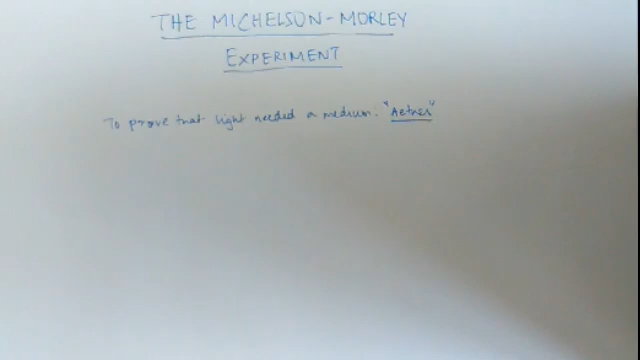 THE MICHELSON-MORLEY
EXPERIMENT
To prove that light needed a medium. "Aether"